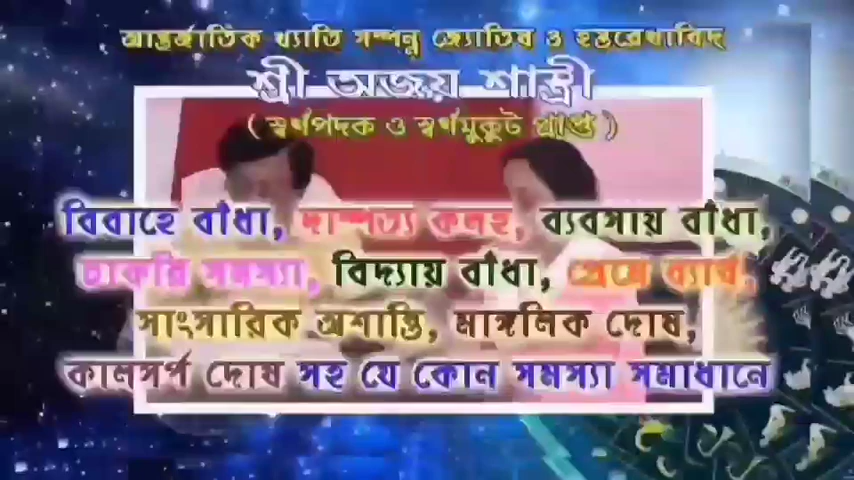 আন্তর্জাতিক খ্যাতি সম্পন্ন জ্যোতিষ ও হস্তরেখাবিদ
শ্রী অজয় শাস্ত্রী
( স্বর্ণপদক ও স্বর্ণমুকুট প্রাপ্ত )
বিবাহে বাঁধা, দাম্পত্য কলহ, ব্যবসায় বাঁধা,
চাকরি সমস্যা, বিদ্যায় বাঁধা, প্রেমে ব্যার্থ,
সাংসারিক অশান্তি, মাঙ্গলিক দোষ,
কালসর্প দোষ সহ যে কোন সমস্যা সমাধানে